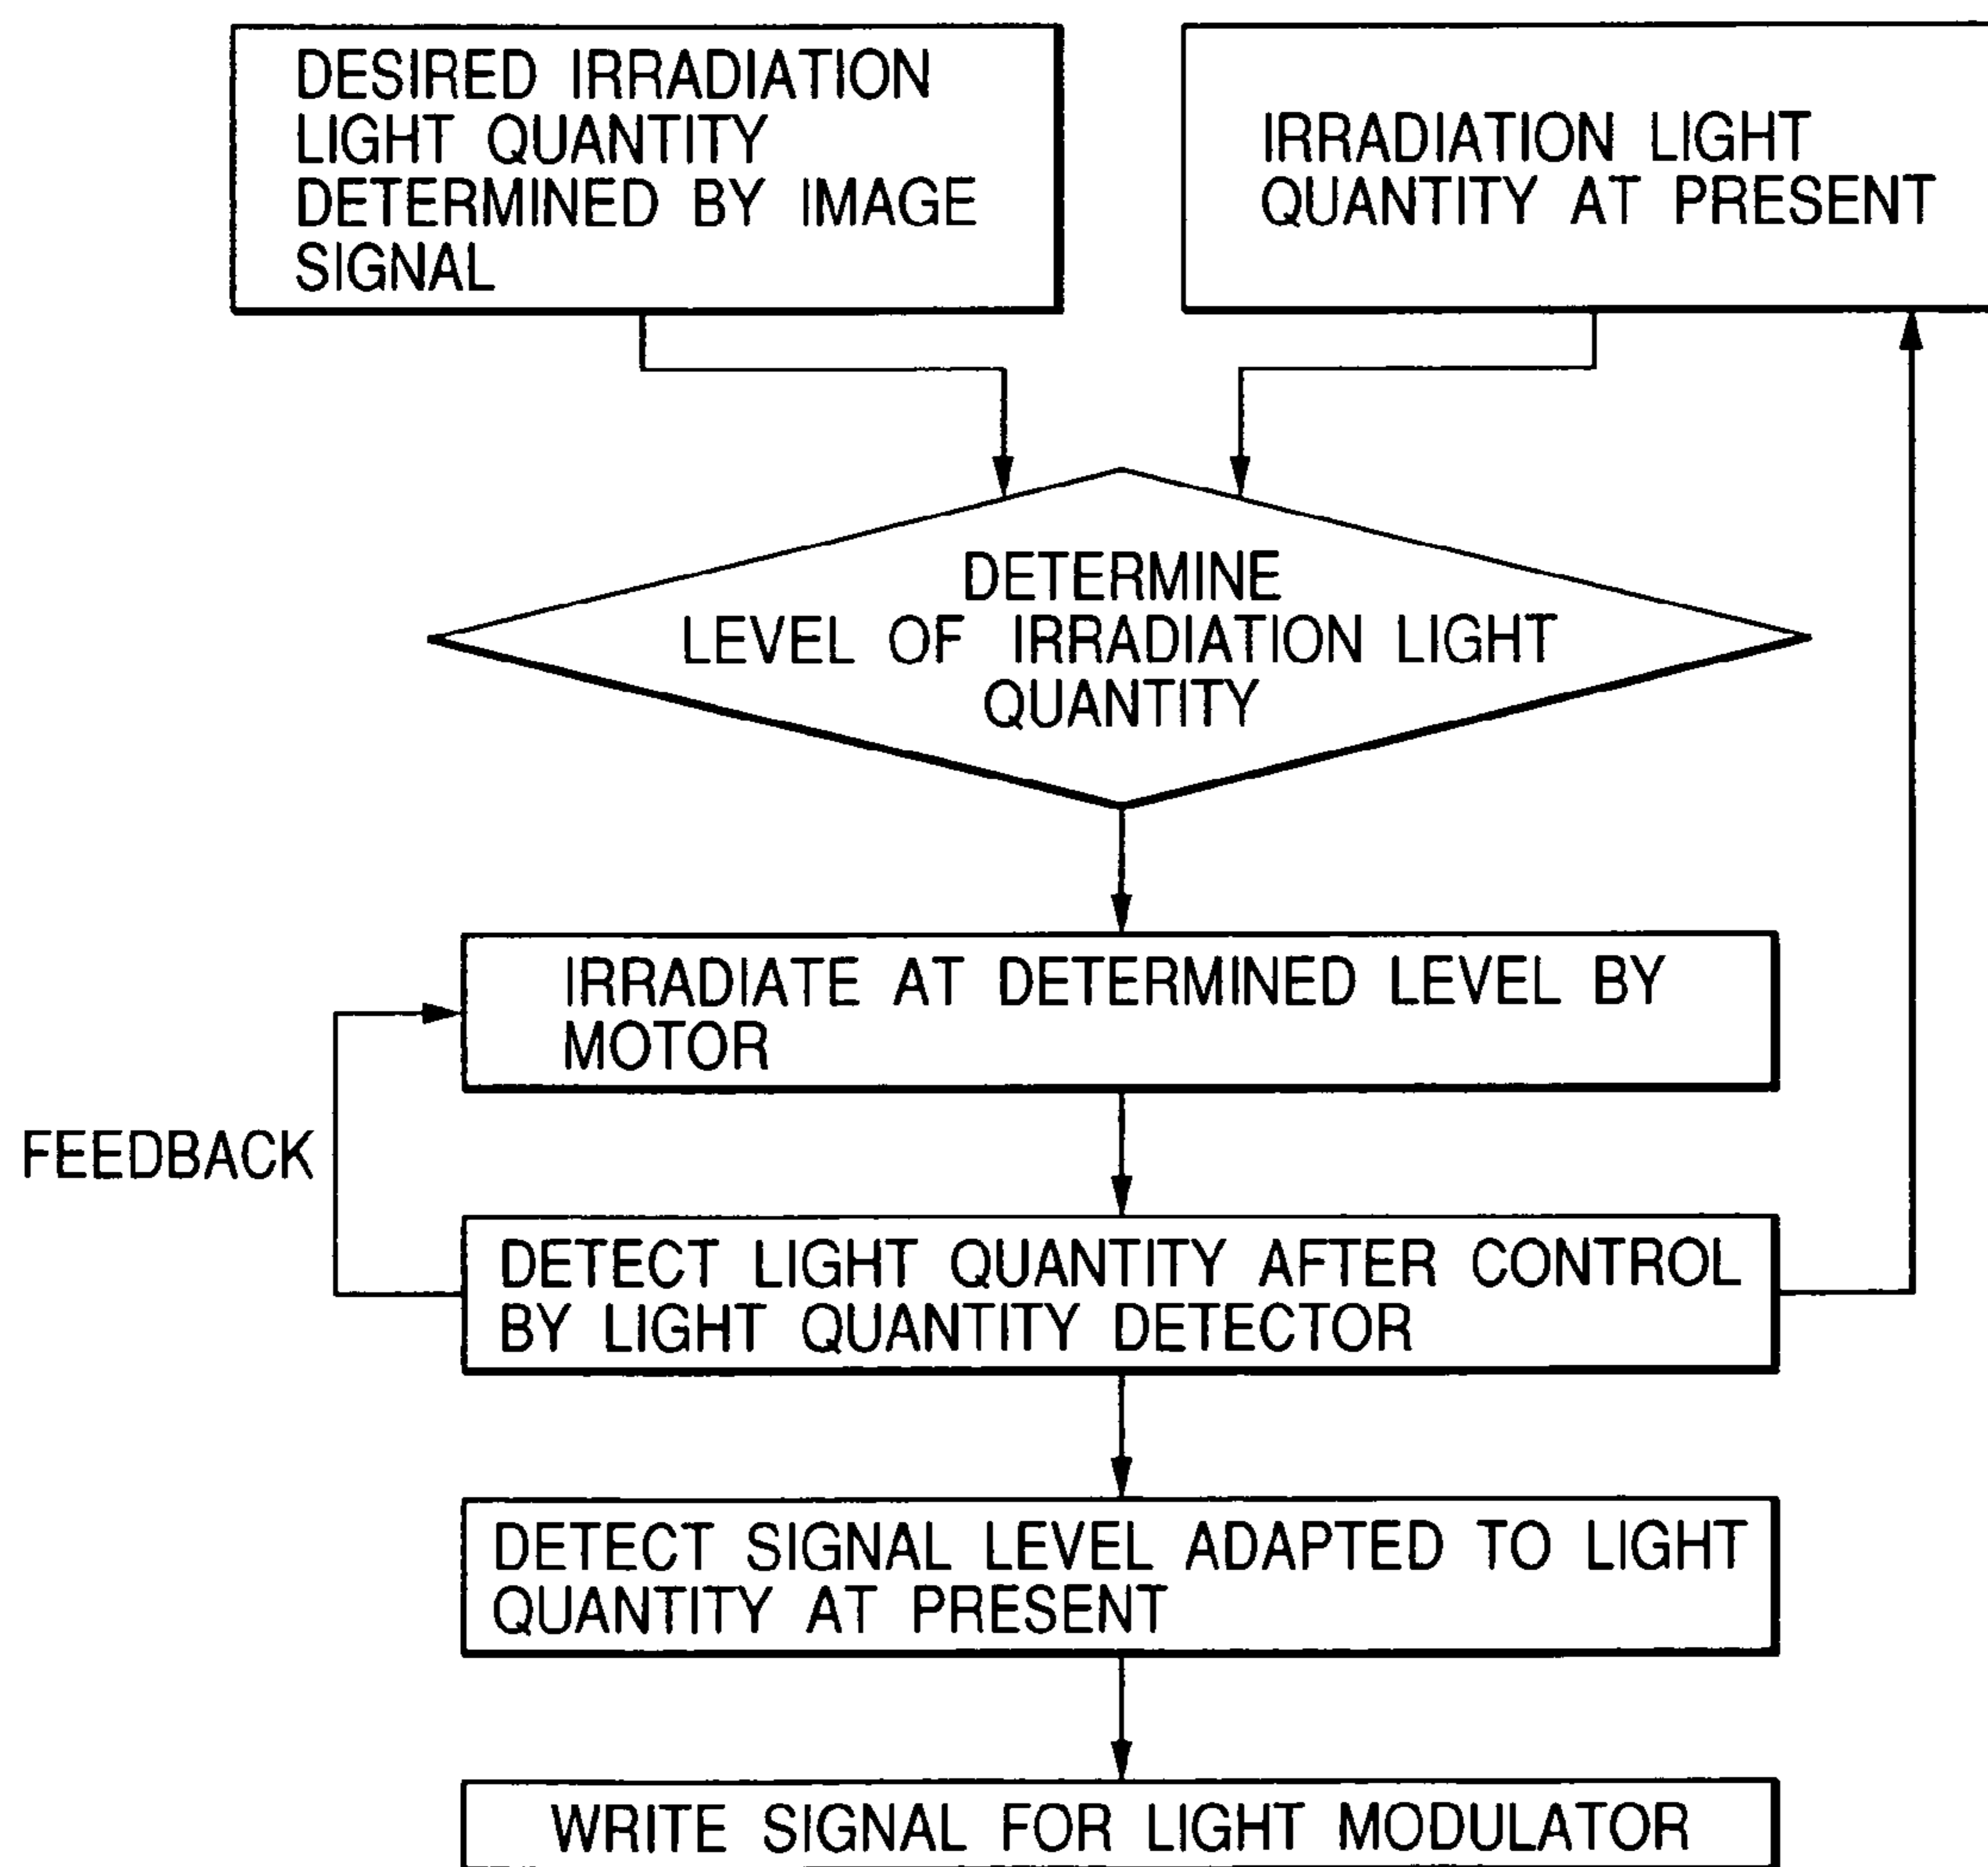 DESIRED IRRADIATION
LIGHT QUANTITY
DETERMINED BY IMAGE
SIGNAL
IRRADIATION LIGHT
QUANTITY AT PRESENT
DETERMINE
LEVEL OF IRRADIATION LIGHT
QUANTITY
IRRADIATE AT DETERMINED LEVEL BY
MOTOR
FEEDBACK
DETECT LIGHT QUANTITY AFTER CONTROL
BY LIGHT QUANTITY DETECTOR
DETECT SIGNAL LEVEL ADAPTED TO LIGHT
QUANTITY AT PRESENT
WRITE SIGNAL FOR LIGHT MODULATOR